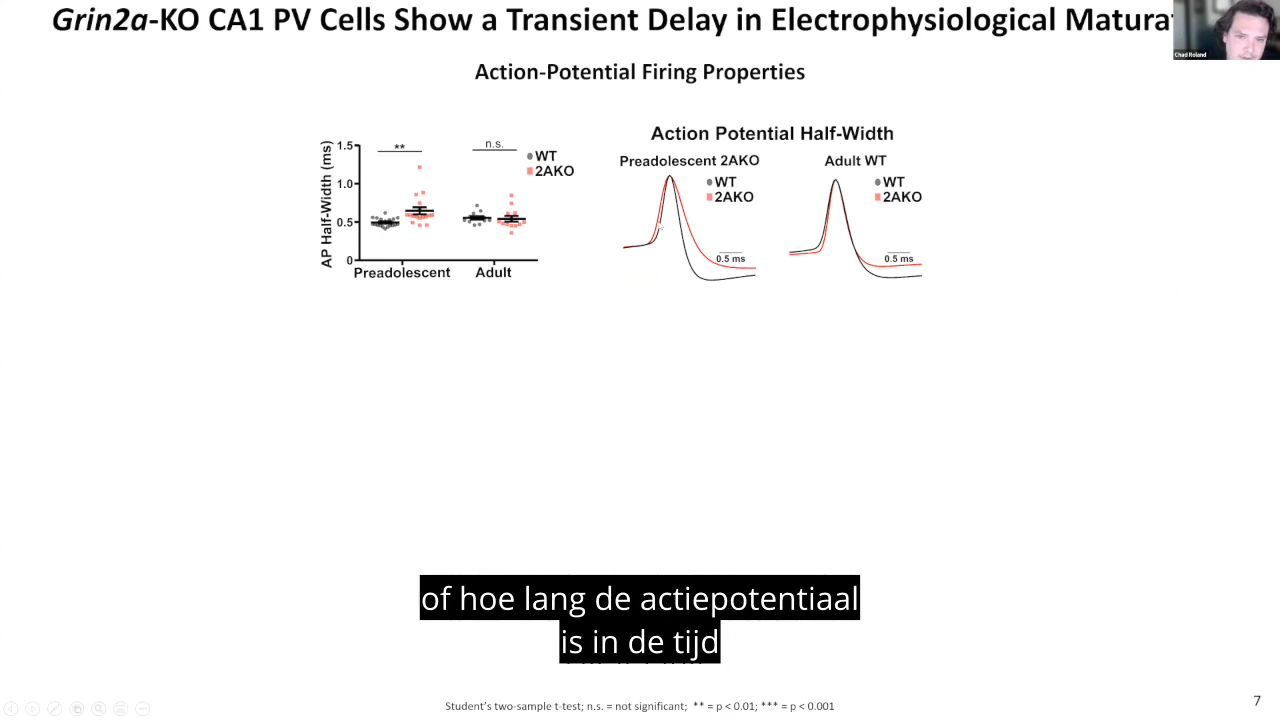 Grin2a-KO CA1 PV Cells Show a Transient Delay in Electrophysiological
Chad Roland
Action-Potential Firing Properties
Action Potential Half-Width
AP Half-Width (ms)
1.5
1.0
0.5
0
**
n.s.
WT
2AKO
Preadolescent
Adult
Preadolescent 2AKO
WT
2AKO
0.5 ms
Adult WT
WT
2AKO
0.5 ms
of hoe lang de actiepotentiaal
is in de tijd
Student's two-sample t-test; n.s. = not significant; ** = p < 0.01; *** = p < 0.001
7